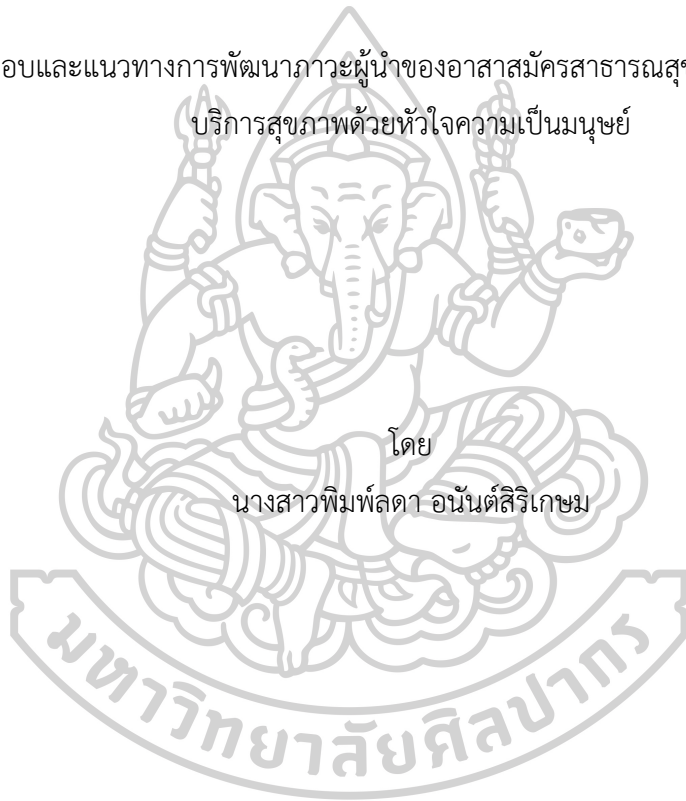 อบและแนวทางการพัฒนาภาวะผู้นำของอาสาสมัครสาธารณสุข
บริการสุขภาพด้วยหัวใจความเป็นมนุษย์
โดย
นางสาวพิมพ์ลดา อนันต์สิริเกษม
มหาวิทยาลัยศิลปากร